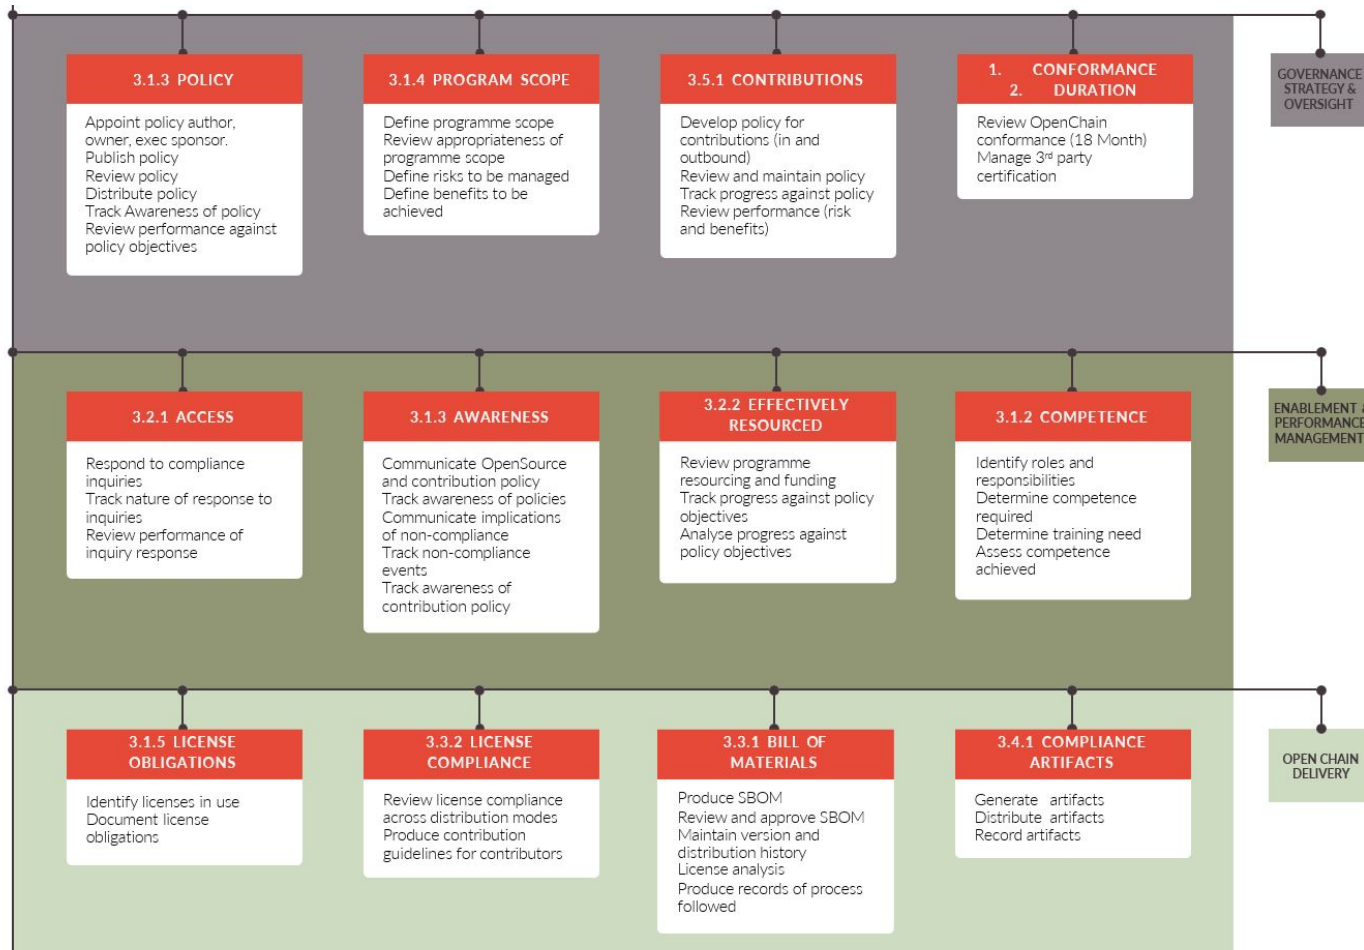 3.1.3 POLICY
Appoint policy author,
owner, exec sponsor.
Publish policy
Review policy
Distribute policy
Track Awareness of policy
Review performance against
policy objectives
3.1.4 PROGRAM SCOPE
Define programme scope
Review appropriateness of
programme scope
Define risks to be managed
Define benefits to be
achieved
3.5.1 CONTRIBUTIONS
Develop policy for
contributions (in and
outbound)
Review and maintain policy
Track progress against policy
Review performance (risk
and benefits)
1. CONFORMANCE
2. DURATION
Review OpenChain
conformance (18 Month)
Manage 3rd party
certification
GOVERNANCE
STRATEGY &
OVERSIGHT
3.2.1 ACCESS
Respond to compliance
inquiries
Track nature of response to
inquiries
Review performance of
inquiry response
3.1.3 AWARENESS
Communicate OpenSource
and contribution policy
Track awareness of policies
Communicate implications
of non-compliance
Track non-compliance
events
Track awareness of
contribution policy
3.2.2 EFFECTIVELY
RESOURCED
Review programme
resourcing and funding
Track progress against policy
objectives
Analyse progress against
policy objectives
3.1.2 COMPETENCE
Identify roles and
responsibilities
Determine competence
required
Determine training need
Assess competence
achieved
ENABLEMENT &
PERFORMANCE
MANAGEMENT
3.1.5 LICENSE
OBLIGATIONS
Identify licenses in use
Document license
obligations
3.3.2 LICENSE
COMPLIANCE
Review license compliance
across distribution modes
Produce contribution
guidelines for contributors
3.3.1 BILL OF
MATERIALS
Produce SBOM
Review and approve SBOM
Maintain version and
distribution history
License analysis
Produce records of process
followed
3.4.1 COMPLIANCE
ARTIFACTS
Generate artifacts
Distribute artifacts
Record artifacts
OPEN CHAIN
DELIVERY